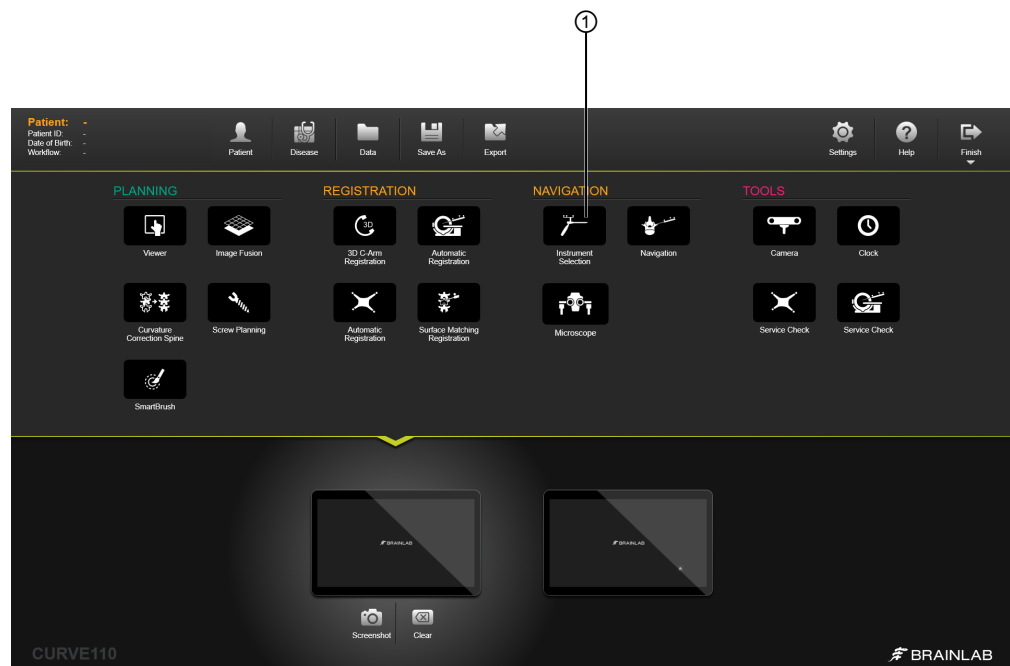 ①
Patient: -
Patient ID: -
Date of Birth: -
Workflow: -
Patient
Disease
Data
Save As
Export
Settings
Help
Finish
PLANNING
REGISTRATION
NAVIGATION
TOOLS
Viewer
Image Fusion
3D
3D C-Arm
Registration
Automatic
Registration
Instrument
Selection
Navigation
Camera
Clock
Curvature
Correction Spine
Screw Planning
Automatic
Registration
Surface Matching
Registration
Microscope
Service Check
Service Check
SmartBrush
BRAINLAB
BRAINLAB
Screenshot
Clear
CURVE110
BRAINLAB